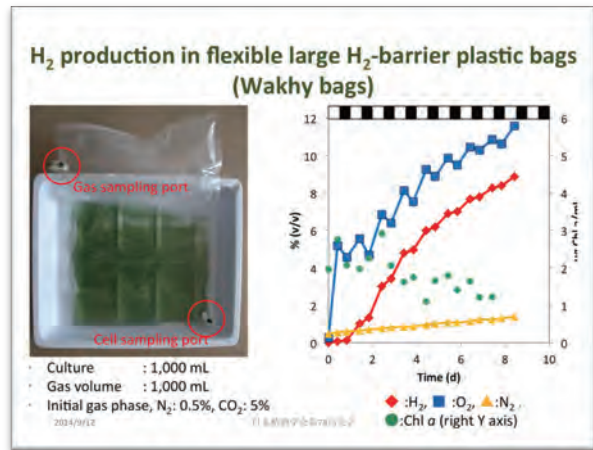 H₂ production in flexible large H₂-barrier plastic bags
(Wakhy bags)
Gas sampling port
Cell sampling port
· Culture : 1,000 mL
· Gas volume : 1,000 mL
· Initial gas phase, N₂: 0.5%, CO₂: 5%
% (v/v)
12
10
8
6
4
2
0
0 2 4 6 8 10
Time (d)
6
5
4
3
2
1
0
Chl a/ml
:H₂, :O₂, :N₂ .
:Chl a (right Y axis)
2014/9/12